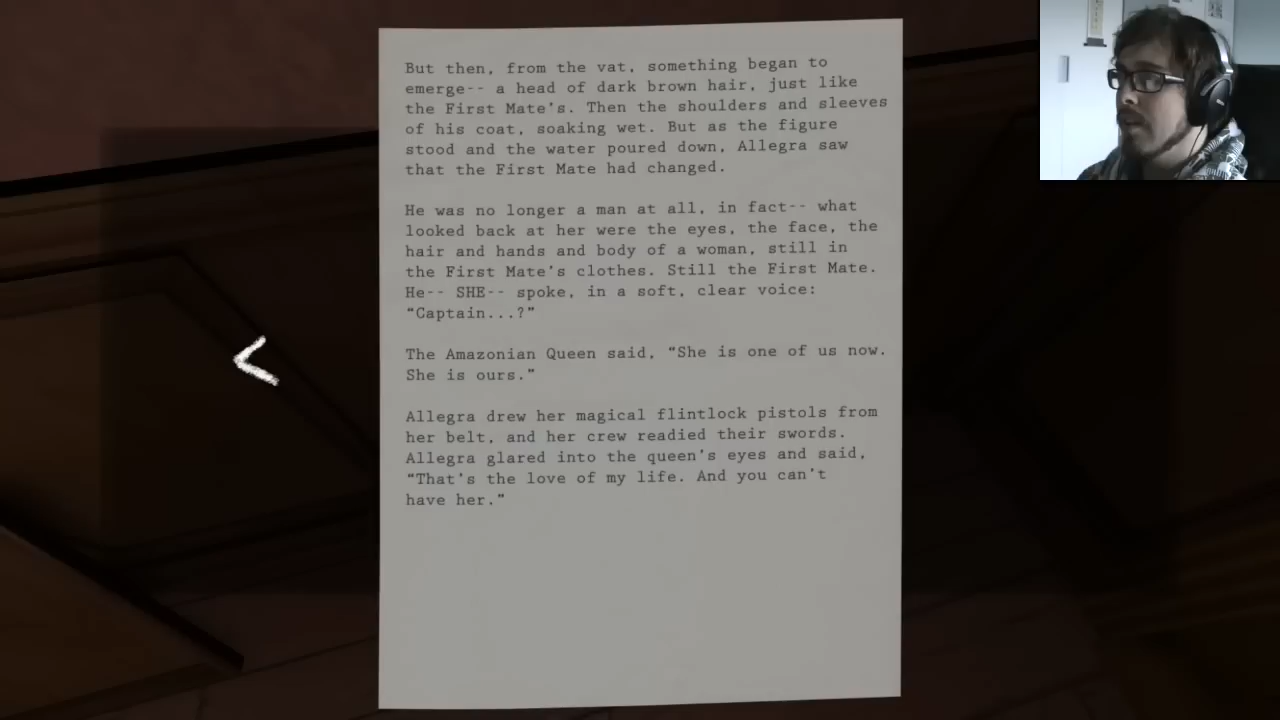 But then, from the vat, something began to
emerge-- a head of dark brown hair, just like
the First Mate's. Then the shoulders and sleeves
of his coat, soaking wet. But as the figure
stood and the water poured down, Allegra saw
that the First Mate had changed.
He was no longer a man at all, in fact-- what
looked back at her were the eyes, the face, the
hair and hands and body of a woman, still in
the First Mate's clothes. Still the First Mate.
He-- SHE-- spoke, in a soft, clear voice:
“Captain...?”
The Amazonian Queen said, “She is one of us now.
She is ours.”
Allegra drew her magical flintlock pistols from
her belt, and her crew readied their swords.
Allegra glared into the queen's eyes and said,
“That's the love of my life. And you can't
have her.”